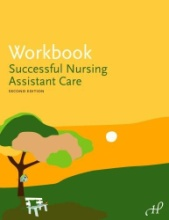 Workbook
Successful Nursing
Assistant Care
SECOND EDITION